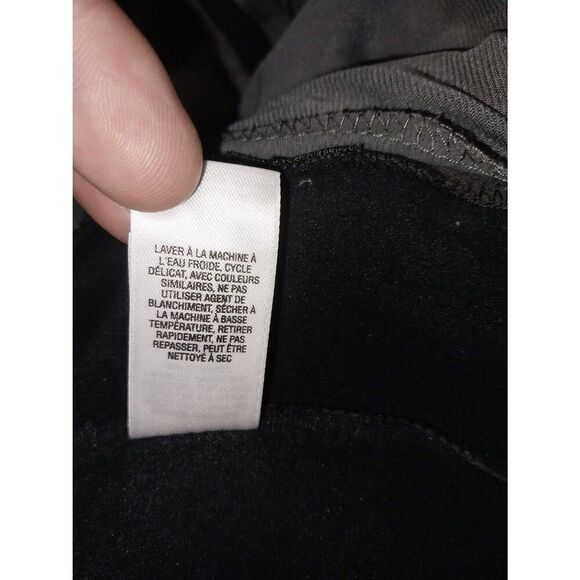 LAVER À LA MACHINE À
L'EAU FROIDE, CYCLE
DÉLICAT, AVEC COULEURS
SIMILAIRES, NE PAS
UTILISER AGENT DE
BLANCHIMENT, SÉCHER À
LA MACHINE À BASSE
TEMPÉRATURE, RETIRER
RAPIDEMENT, NE PAS
REPASSER, PEUT ÊTRE
NETTOYÉ À SEC